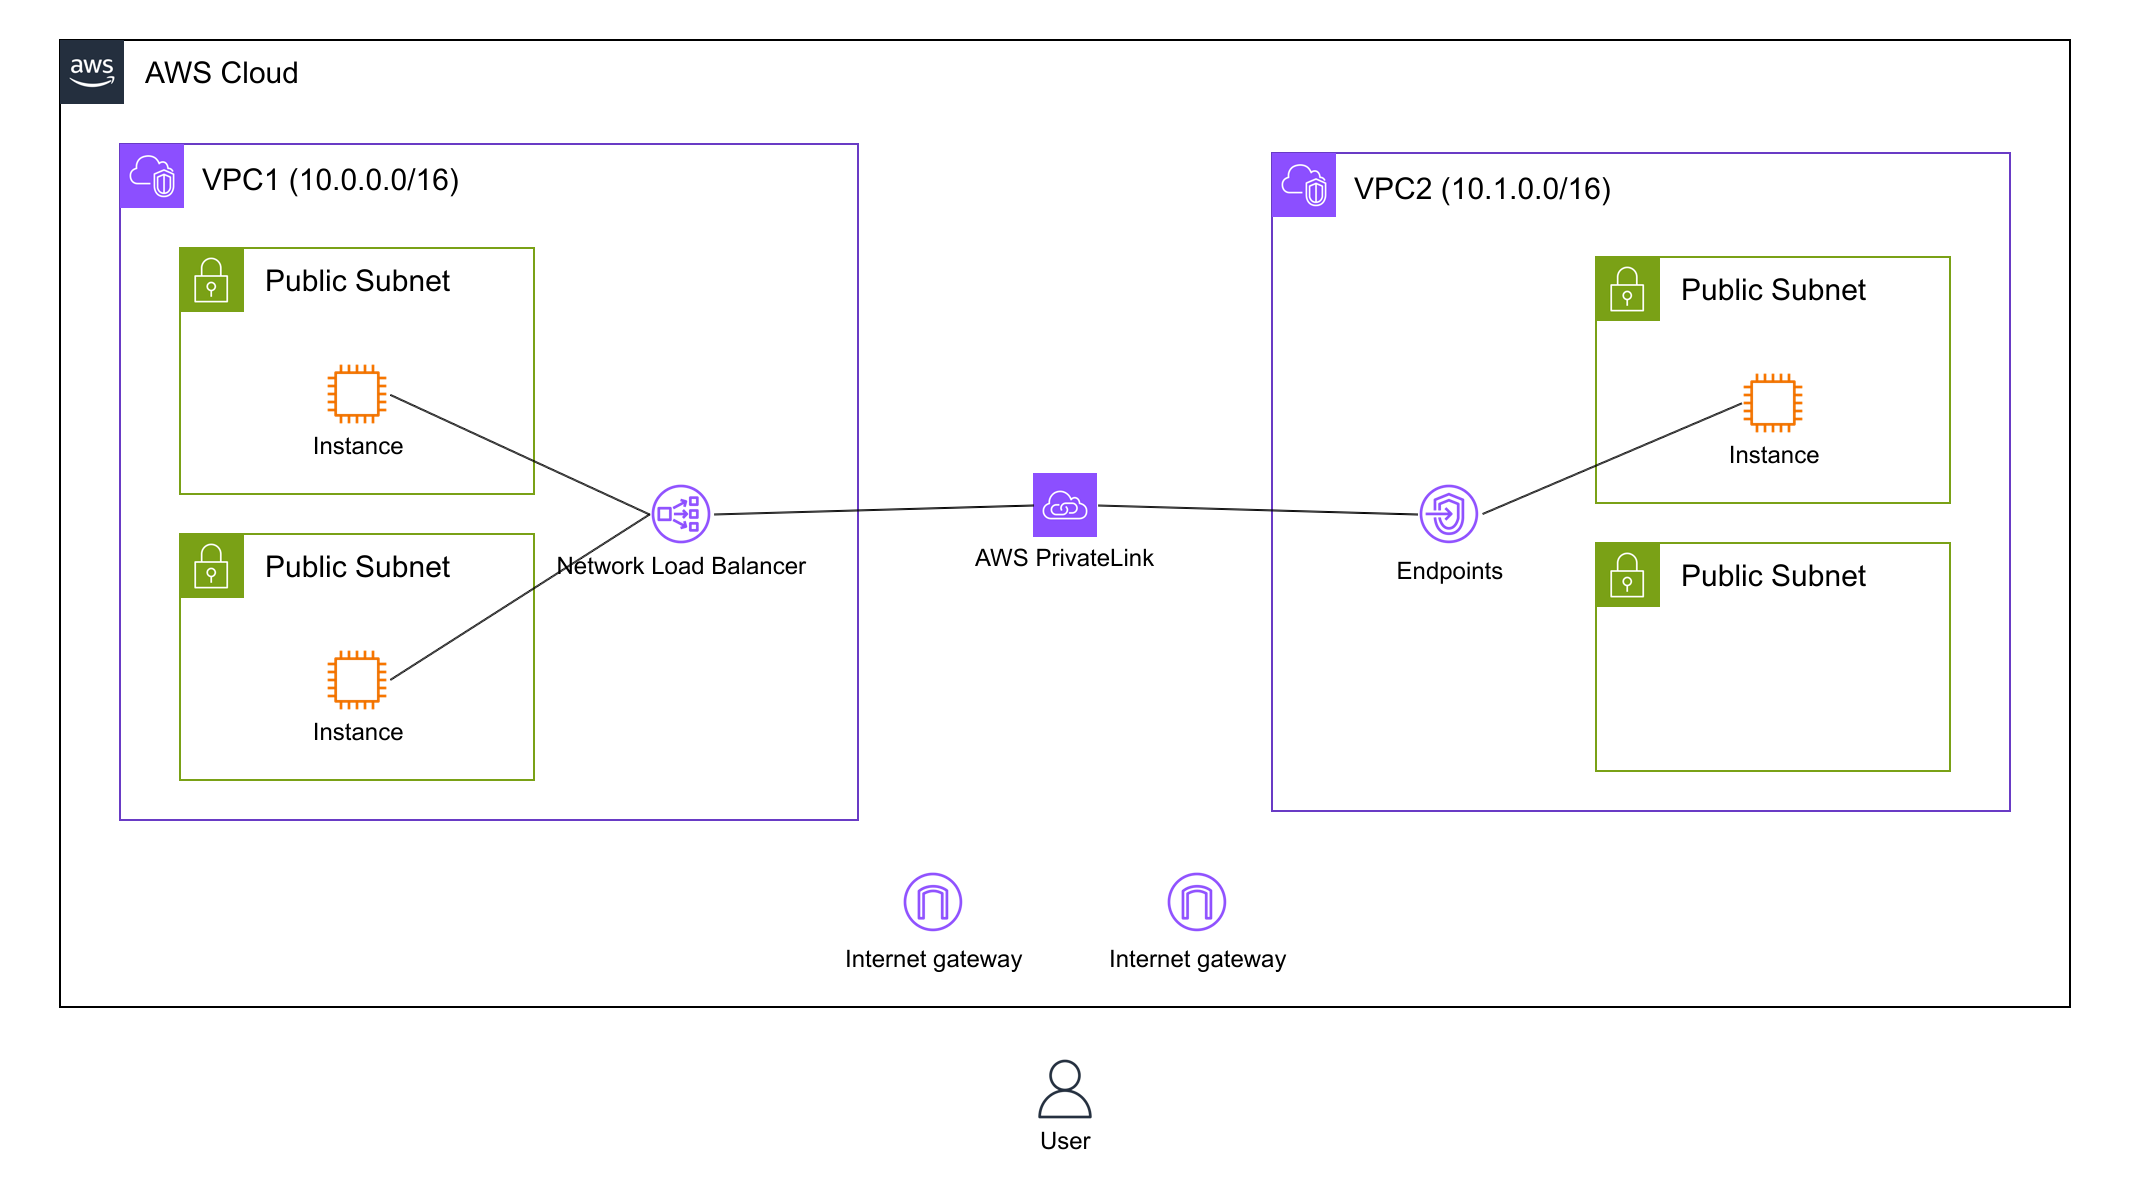 aws
AWS Cloud
VPC1 (10.0.0.0/16)
Public Subnet
Instance
Public Subnet
Instance
Network Load Balancer
AWS PrivateLink
VPC2 (10.1.0.0/16)
Endpoints
Public Subnet
Instance
Public Subnet
Internet gateway
Internet gateway
User